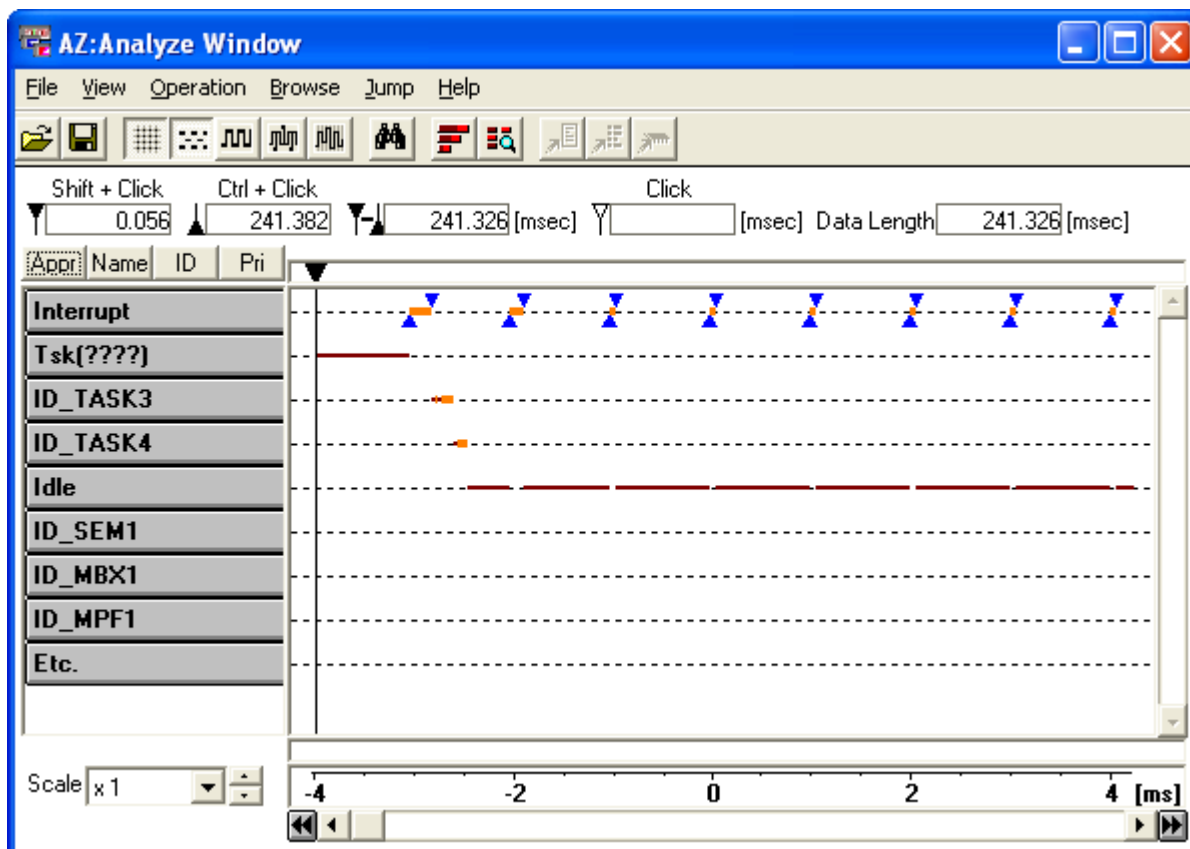 AZ:Analyze Window
File View Operation Browse Jump Help
Shift + Click Ctrl + Click Click
0.056 241.382 241.326 [msec] [msec] Data Length 241.326 [msec]
Appr Name ID Pri
Interrupt
Tsk(????)
ID_TASK3
ID_TASK4
Idle
ID_SEM1
ID_MBX1
ID_MPF1
Etc.
Scale x 1
-4 -2 0 2 4 [ms]